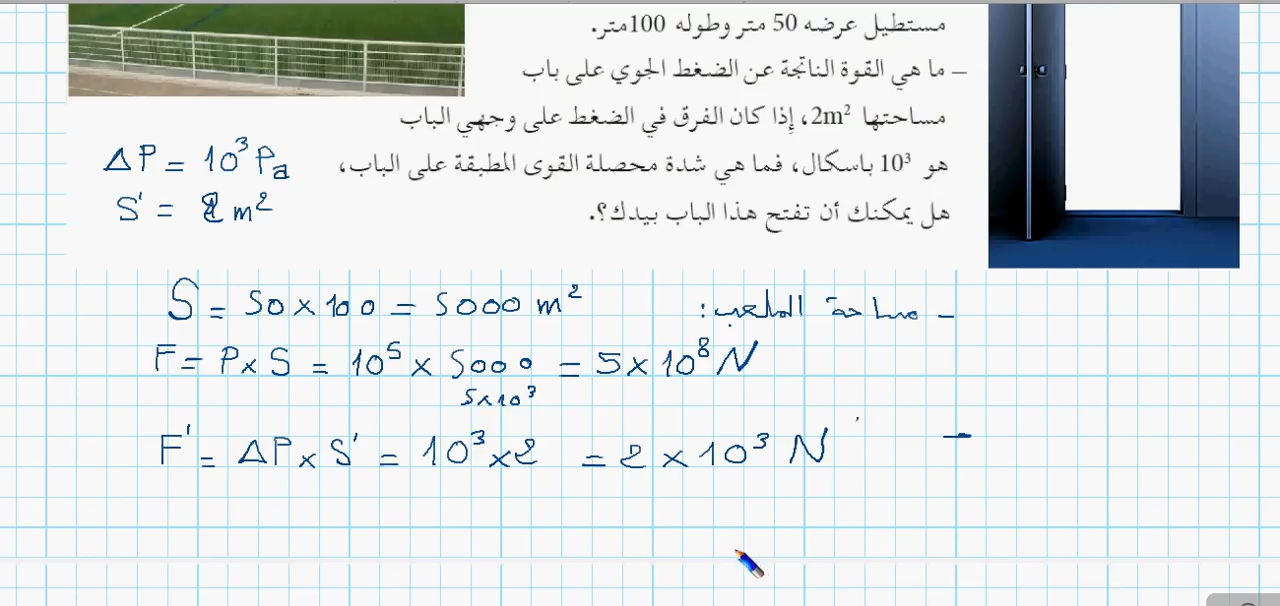 مستطيل عرضه 50 متر وطوله 100متر.
– ما هي القوة الناتجة عن الضغط الجوي على باب
مساحتها 2m²، إذا كان الفرق في الضغط على وجهي الباب
هو 10³ باسكال، فما هي شدة محصلة القوى المطبقة على الباب،
هل يمكنك أن تفتح هذا الباب بيدك؟.
ΔP = 10³ Pa
S' = 2 m²
– مساحة الملعب:
S = 50 × 100 = 5000 m²
F = P × S = 10⁵ × 5000 = 5 × 10⁸ N
5×10³
– F' = ΔP × S' = 10³ × 2 = 2 × 10³ N